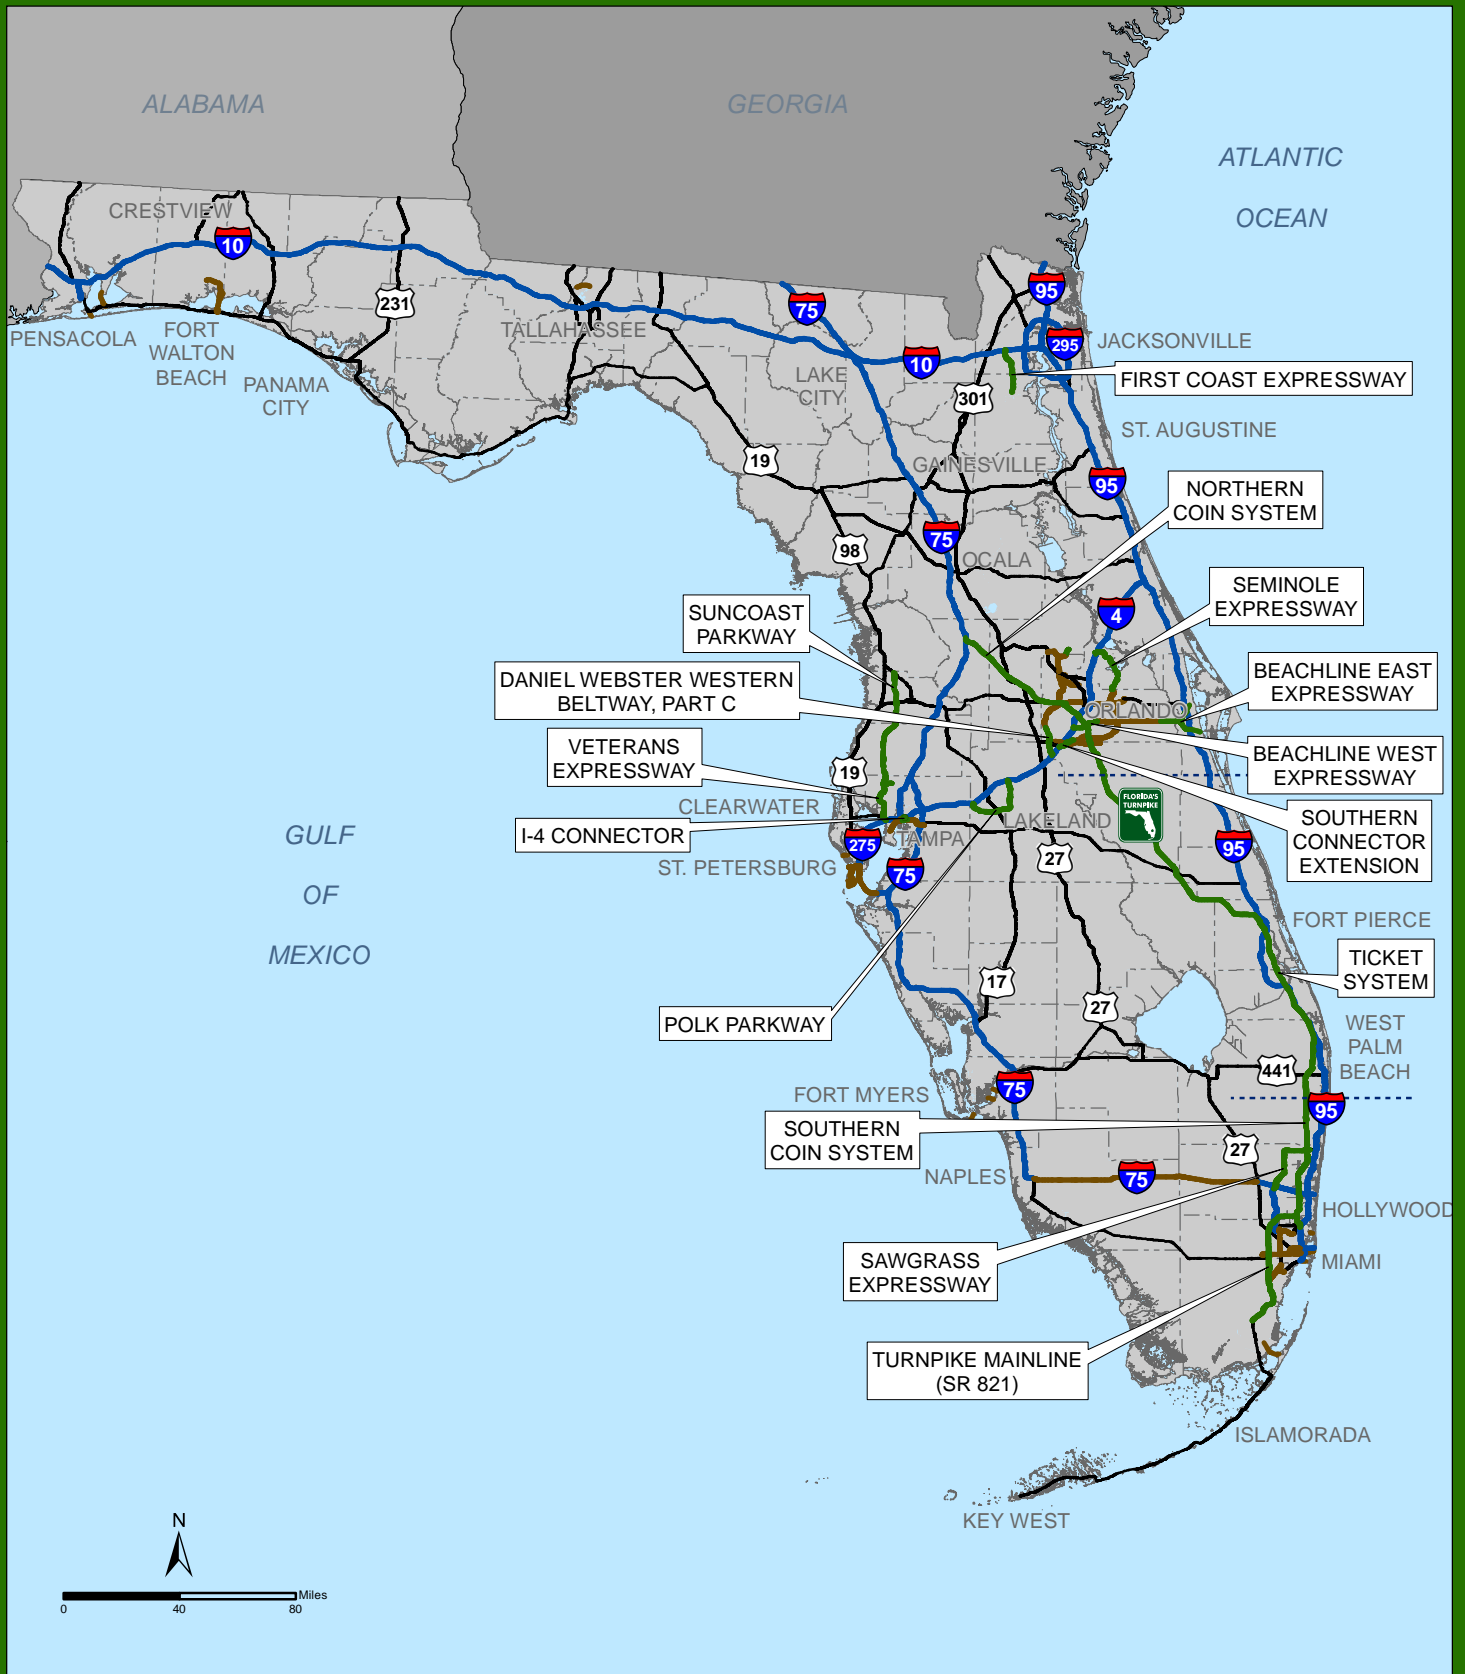 ALABAMA
GEORGIA
ATLANTIC
OCEAN
CRESTVIEW
10
231
75
95
295
PENSACOLA
FORT
WALTON
BEACH
PANAMA
CITY
TALLAHASSEE
LAKE
CITY
10
JACKSONVILLE
FIRST COAST EXPRESSWAY
301
ST. AUGUSTINE
19
GAINESVILLE
95
NORTHERN
COIN SYSTEM
98
75
OCALA
SEMINOLE
EXPRESSWAY
4
SUNCOAST
PARKWAY
DANIEL WEBSTER WESTERN
BELTWAY, PART C
BEACHLINE EAST
EXPRESSWAY
ORLANDO
VETERANS
EXPRESSWAY
BEACHLINE WEST
EXPRESSWAY
19
CLEARWATER
FLORIDA'S
TURNPIKE
SOUTHERN
CONNECTOR
EXTENSION
I-4 CONNECTOR
LAKELAND
TAMPA
275
27
95
GULF
OF
MEXICO
ST. PETERSBURG
75
FORT PIERCE
TICKET
SYSTEM
17
27
POLK PARKWAY
WEST
PALM
BEACH
441
FORT MYERS
75
95
SOUTHERN
COIN SYSTEM
27
NAPLES
75
HOLLYWOOD
SAWGRASS
EXPRESSWAY
MIAMI
TURNPIKE MAINLINE
(SR 821)
ISLAMORADA
KEY WEST
N
Miles
0
40
80